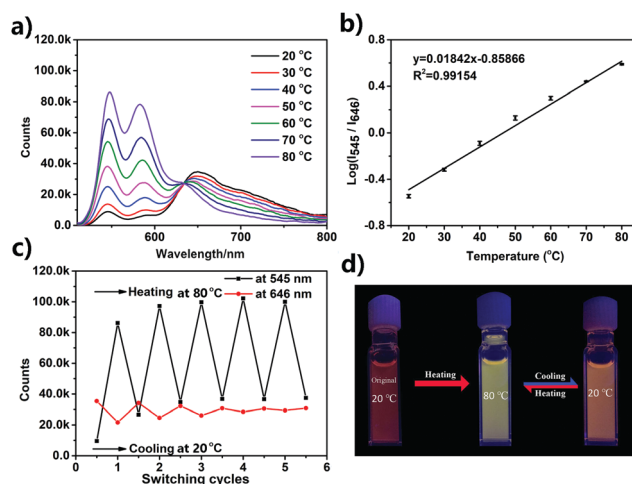 a)
120.0k
100.0k
80.0k
60.0k
40.0k
20.0k
0.0
Counts
20 °C
30 °C
40 °C
50 °C
60 °C
70 °C
80 °C
600
700
800
Wavelength/nm
b)
0.8
0.4
0.0
-0.4
-0.8
Log(I545 / I646)
y=0.01842x-0.85866
R²=0.99154
20 30 40 50 60 70 80
Temperature (°C)
c)
120.0k
100.0k
80.0k
60.0k
40.0k
20.0k
0.0
Counts
at 545 nm
Heating at 80°C
at 646 nm
Cooling at 20°C
0 1 2 3 4 5 6
Switching cycles
d)
Original
20 °C
Heating
80 °C
Cooling
Heating
20 °C